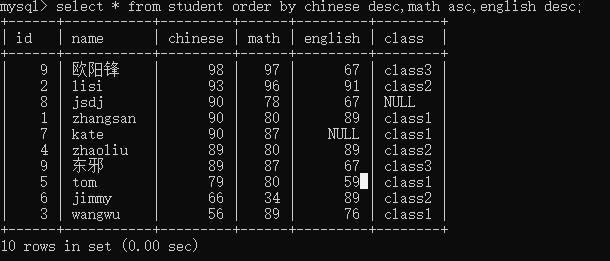 mysql> select * from student order by chinese desc,math asc,english desc;
+------+-----------+---------+------+---------+--------+
| id   | name      | chinese | math | english | class  |
+------+-----------+---------+------+---------+--------+
|    9 | 欧阳锋    |      98 |   97 |      67 | class3 |
|    2 | lisi      |      93 |   96 |      91 | class2 |
|    8 | jsdj      |      90 |   78 |      67 | NULL   |
|    1 | zhangsan  |      90 |   80 |      89 | class1 |
|    7 | kate      |      90 |   87 |    NULL | class1 |
|    4 | zhaoliu   |      89 |   80 |      89 | class2 |
|    9 | 东邪      |      89 |   87 |      67 | class3 |
|    5 | tom       |      79 |   80 |      59 | class1 |
|    6 | jimmy     |      66 |   34 |      89 | class2 |
|    3 | wangwu    |      56 |   89 |      76 | class1 |
+------+-----------+---------+------+---------+--------+
10 rows in set (0.00 sec)